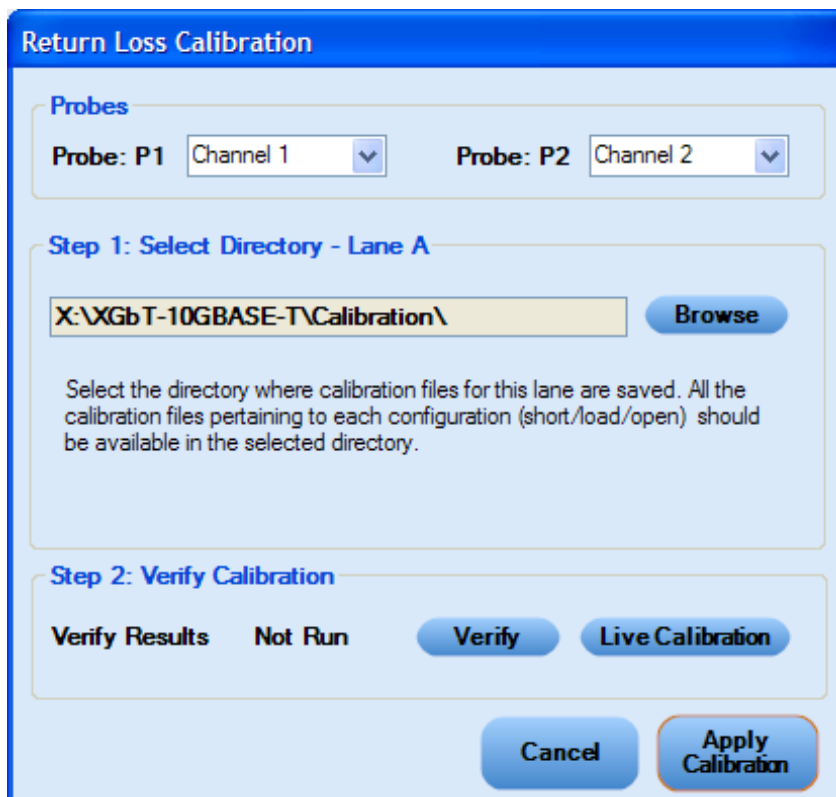 Return Loss Calibration
Probes
Probe: P1 Channel 1 Probe: P2 Channel 2
Step 1: Select Directory - Lane A
X:\XGbT-10GBASE-T\Calibration\ Browse
Select the directory where calibration files for this lane are saved. All the
calibration files pertaining to each configuration (short/load/open) should
be available in the selected directory.
Step 2: Verify Calibration
Verify Results Not Run Verify Live Calibration
Cancel
Apply
Calibration